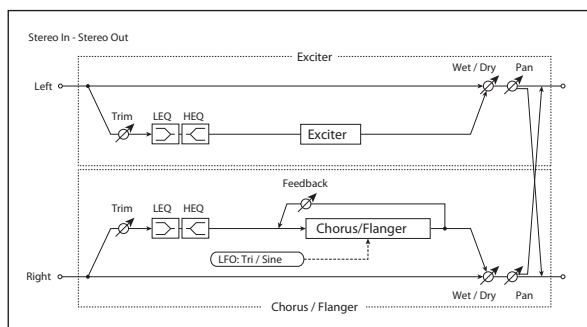 Stereo In - Stereo Out
Exciter
Wet / Dry
Pan
Left
Trim
LEQ
HEQ
Exciter
Feedback
Trim
LEQ
HEQ
Chorus/Flanger
LFO: Tri / Sine
Right
Wet / Dry
Pan
Chorus / Flanger